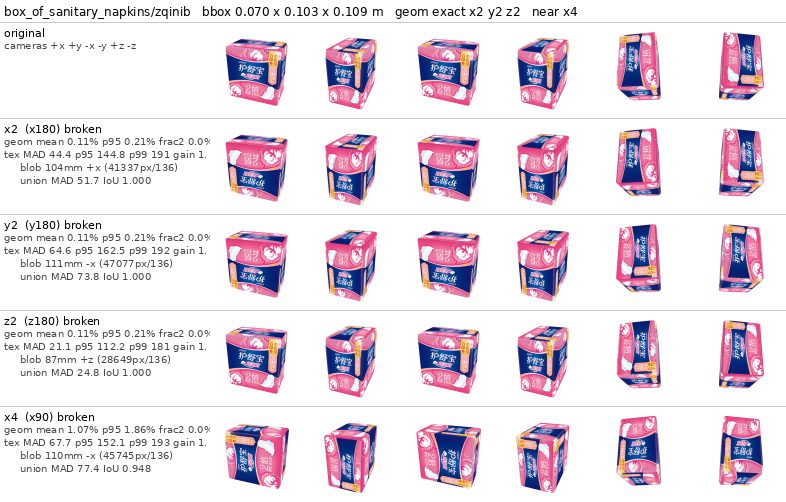 box_of_sanitary_napkins/zqinib bbox 0.070 x 0.103 x 0.109 m geom exact x2 y2 z2 near x4
original
cameras +x +y -x -y +z -z
护舒宝
x2 (x180) broken
geom mean 0.11% p95 0.21% frac2 0.0%
tex MAD 44.4 p95 144.8 p99 191 gain 1.
blob 104mm +x (41337px/136)
union MAD 51.7 IoU 1.000
y2 (y180) broken
geom mean 0.11% p95 0.21% frac2 0.0%
tex MAD 64.6 p95 162.5 p99 192 gain 1.
blob 111mm -x (47077px/136)
union MAD 73.8 IoU 1.000
z2 (z180) broken
geom mean 0.11% p95 0.21% frac2 0.0%
tex MAD 21.1 p95 112.2 p99 181 gain 1.
blob 87mm +z (28649px/136)
union MAD 24.8 IoU 1.000
护舒宝
x4 (x90) broken
geom mean 1.07% p95 1.86% frac2 0.0%
tex MAD 67.7 p95 152.1 p99 193 gain 1.
blob 110mm -x (45745px/136)
union MAD 77.4 IoU 0.948